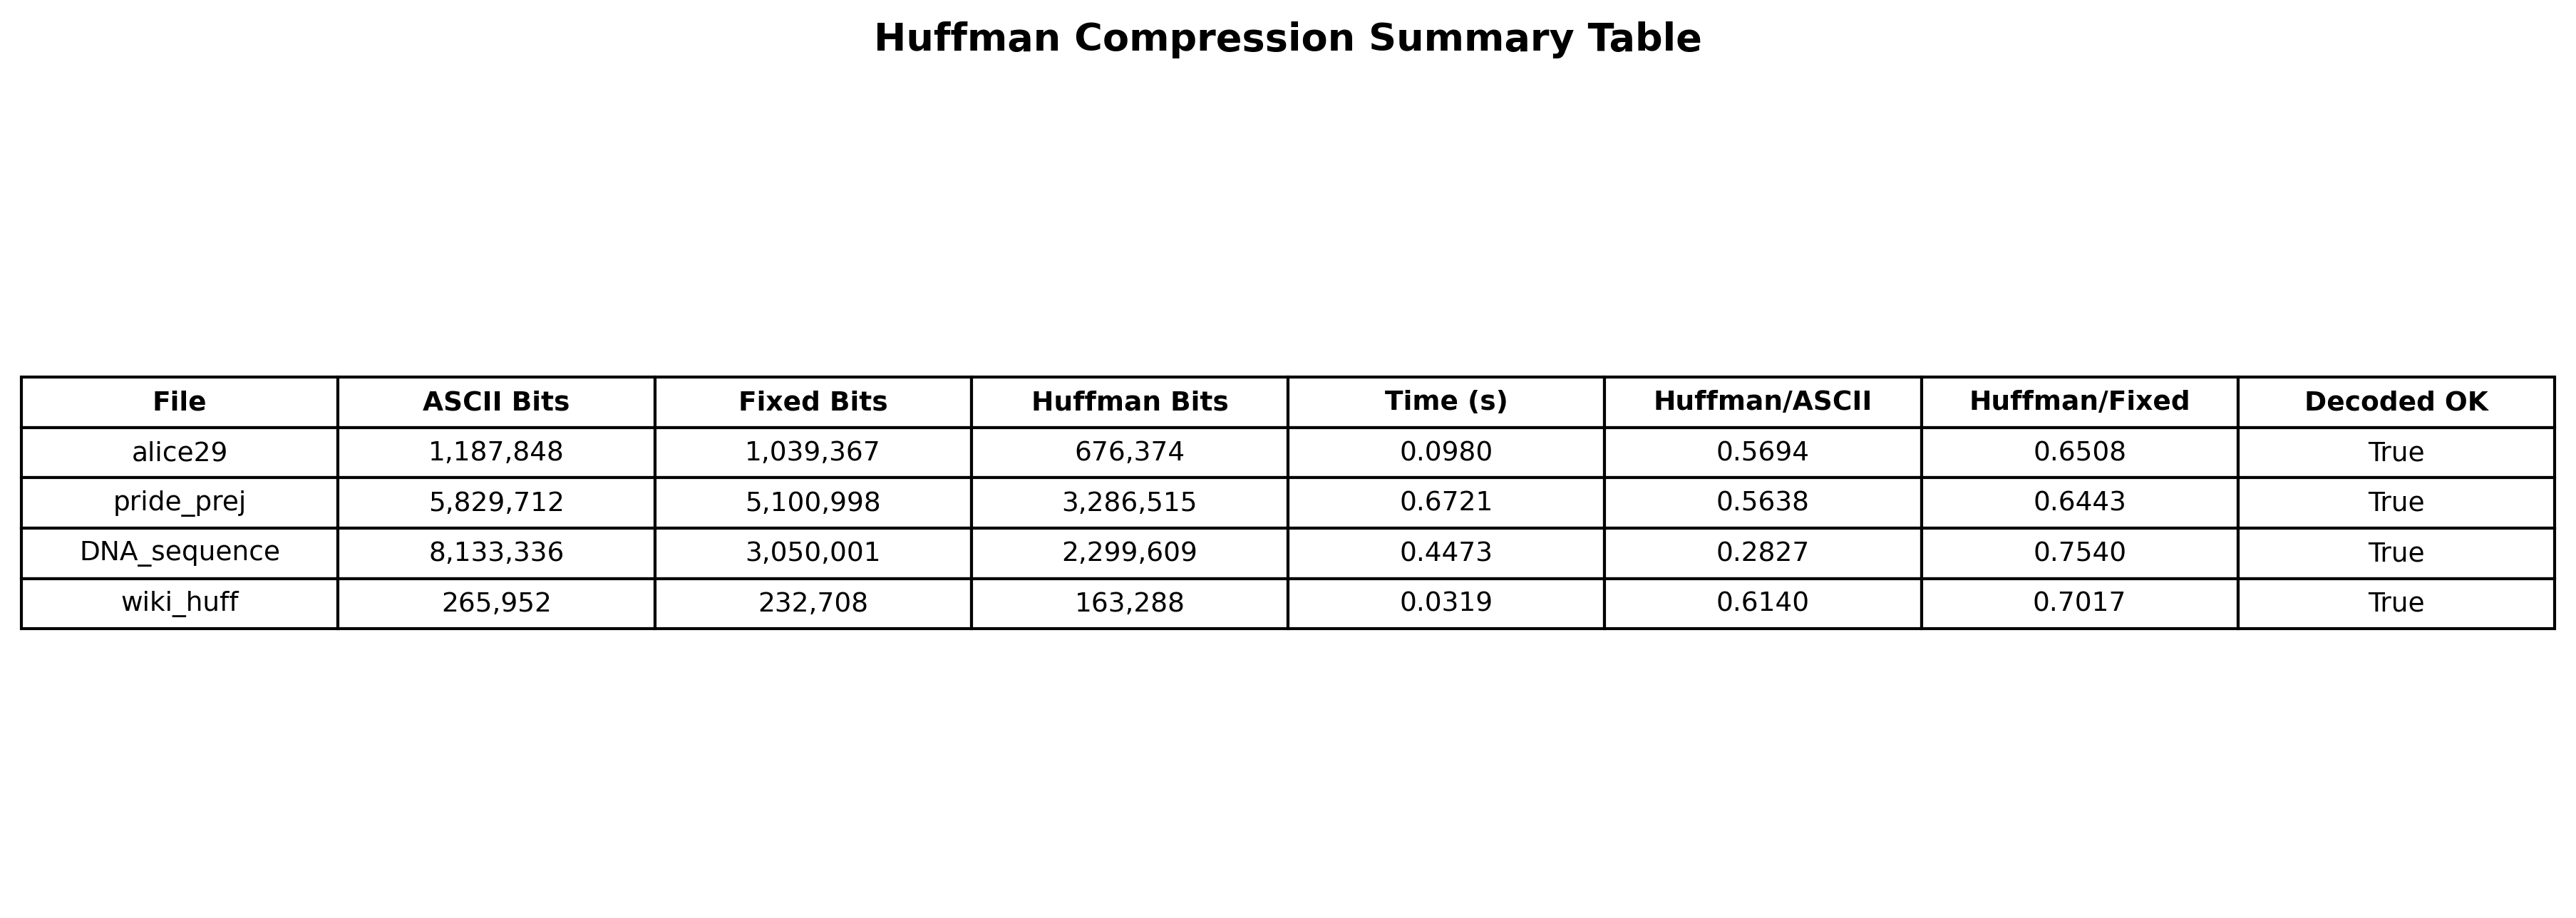 Huffman Compression Summary Table
File ASCII Bits Fixed Bits Huffman Bits Time (s) Huffman/ASCII Huffman/Fixed Decoded OK
alice29 1,187,848 1,039,367 676,374 0.0980 0.5694 0.6508 True
pride_prej 5,829,712 5,100,998 3,286,515 0.6721 0.5638 0.6443 True
DNA_sequence 8,133,336 3,050,001 2,299,609 0.4473 0.2827 0.7540 True
wiki_huff 265,952 232,708 163,288 0.0319 0.6140 0.7017 True